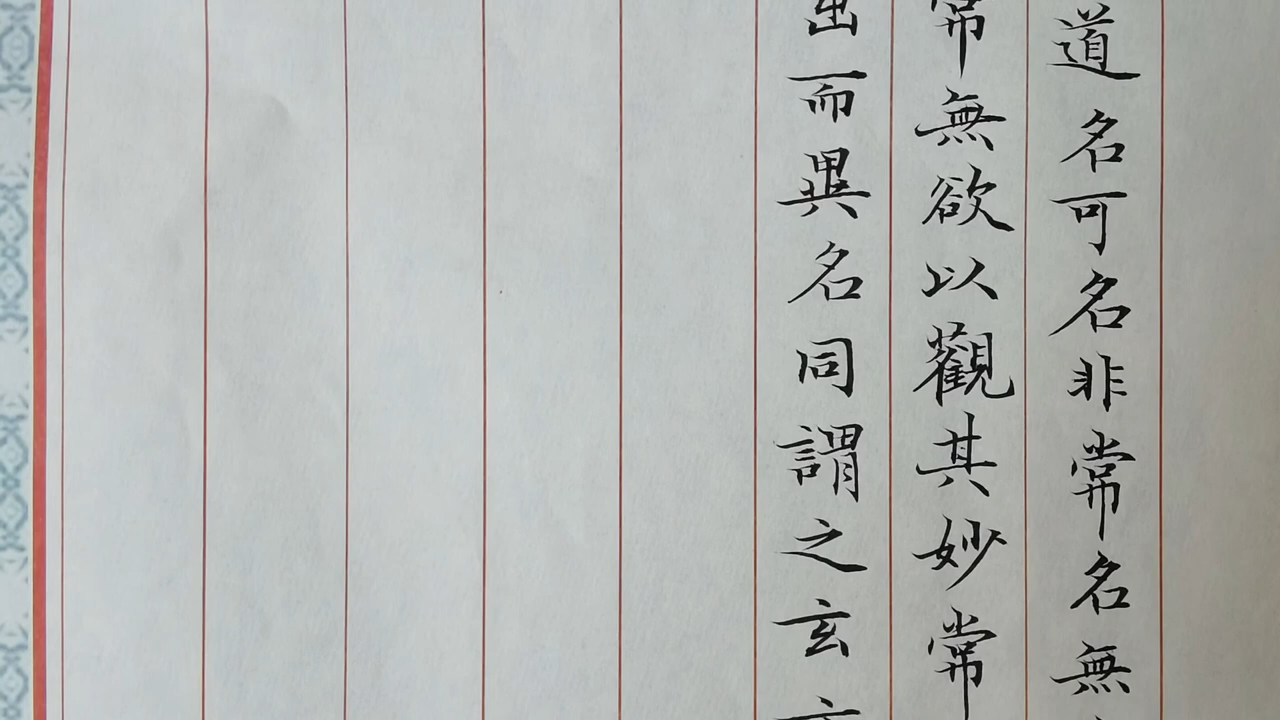 道名可名非常名無
常無欲以觀其妙常
出而異名同謂之玄玄